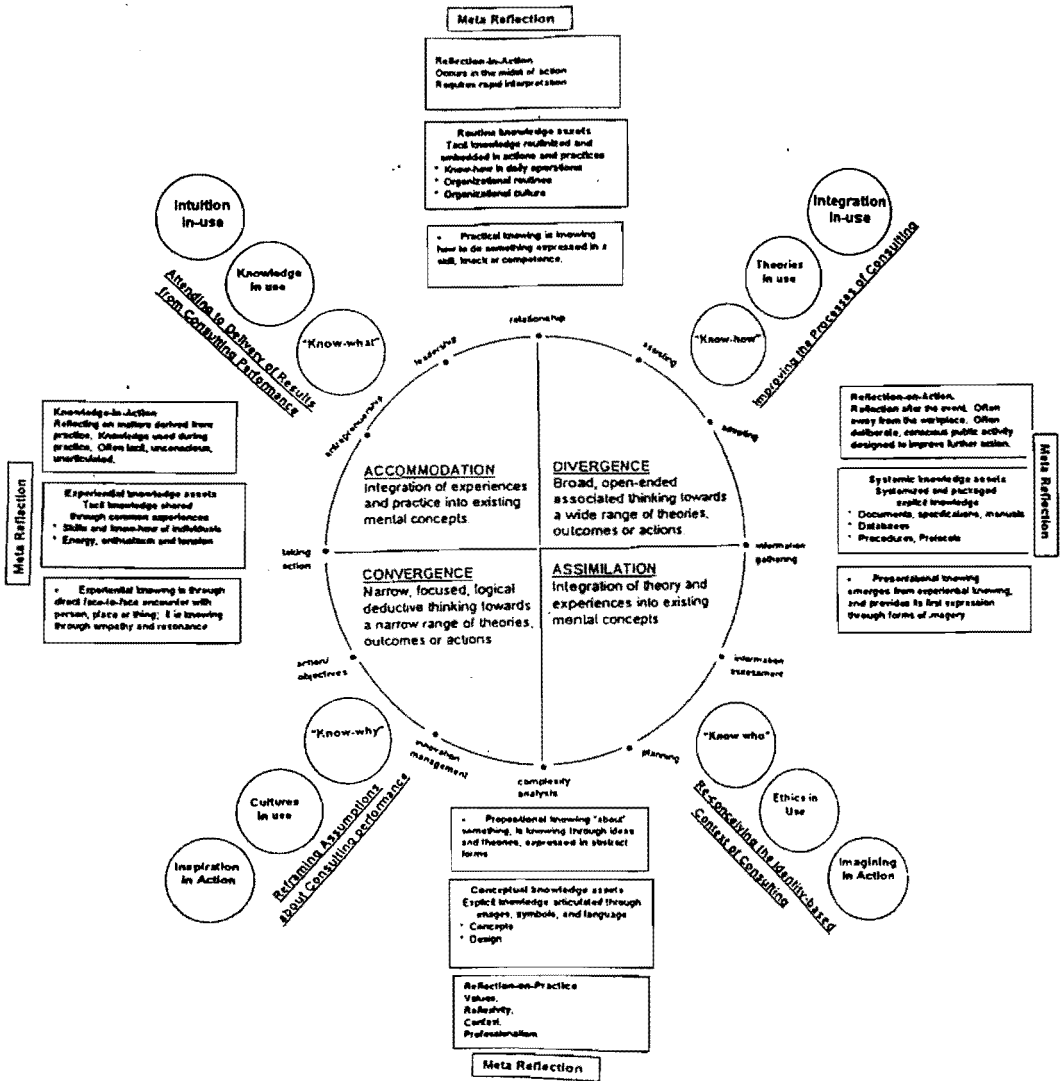 Meta Reflection
Reflection-in-Action
Occurs in the midst of action
Requires rapid interpretation
Routine knowledge assets
Tacit knowledge routinized and
embedded in actions and practices
* Know-how in daily operations
* Organizational routines
* Organizational culture
• Practical knowing is knowing
how to do something expressed in a
skill, knack or competence.
Intuition
in-use
Knowledge
in use
"Know-what"
Attending to Delivery of Results
from Consulting Performance
Integration
in-use
Theories
in use
"Know-how"
Improving the Processes of Consulting
relationship
leadership
entrepreneurship
assisting
adapting
Knowledge-in-Action
Reflecting on matters derived from
practice. Knowledge used during
practice. Often tacit, unconscious,
unarticulated.
Experiential knowledge assets
Tacit knowledge shared
through common experiences
* Skills and know-how of individuals
* Energy, enthusiasm and tension
• Experiential knowing is through
direct face-to-face encounter with
person, place or thing; it is knowing
through empathy and resonance
Meta Reflection
ACCOMMODATION
Integration of experiences
and practice into existing
mental concepts
DIVERGENCE
Broad, open-ended
associated thinking towards
a wide range of theories,
outcomes or actions
CONVERGENCE
Narrow, focused, logical
deductive thinking towards
a narrow range of theories,
outcomes or actions
ASSIMILATION
Integration of theory and
experiences into existing
mental concepts
Reflection-on-Action.
Reflection after the event. Often
away from the workplace. Often
deliberate, conscious public activity
designed to improve further action.
Systemic knowledge assets
Systemized and packaged
explicit knowledge
* Documents, specifications, manuals
* Databases
* Procedures, Protocols
• Presentational knowing
emerges from experiential knowing,
and provides its first expression
through forms of imagery
Meta Reflection
taking
action
information
gathering
action/
objectives
information
assessment
innovation
management
planning
complexity
analysis
"Know-why"
Cultures
in use
Inspiration
in Action
Reframing Assumptions
about Consulting performance
"Know who"
Ethics in
Use
Imagining
in Action
Re-conceiving the Identity-based
Context of Consulting
• Propositional knowing "about"
something, is knowing through ideas
and theories, expressed in abstract
forms
Conceptual knowledge assets
Explicit knowledge articulated through
images, symbols, and language
* Concepts
* Design
Reflection-on-Practice
Values,
Reflexivity,
Context,
Professionalism
Meta Reflection